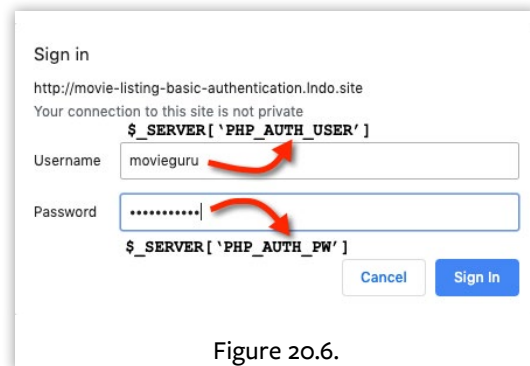 Sign in
http://movie-listing-basic-authentication.lndo.site
Your connection to this site is not private
$_SERVER[‘PHP_AUTH_USER’]
Username movieguru
Password •••••••••••
$_SERVER[‘PHP_AUTH_PW’]
Cancel Sign In
Figure 20.6.